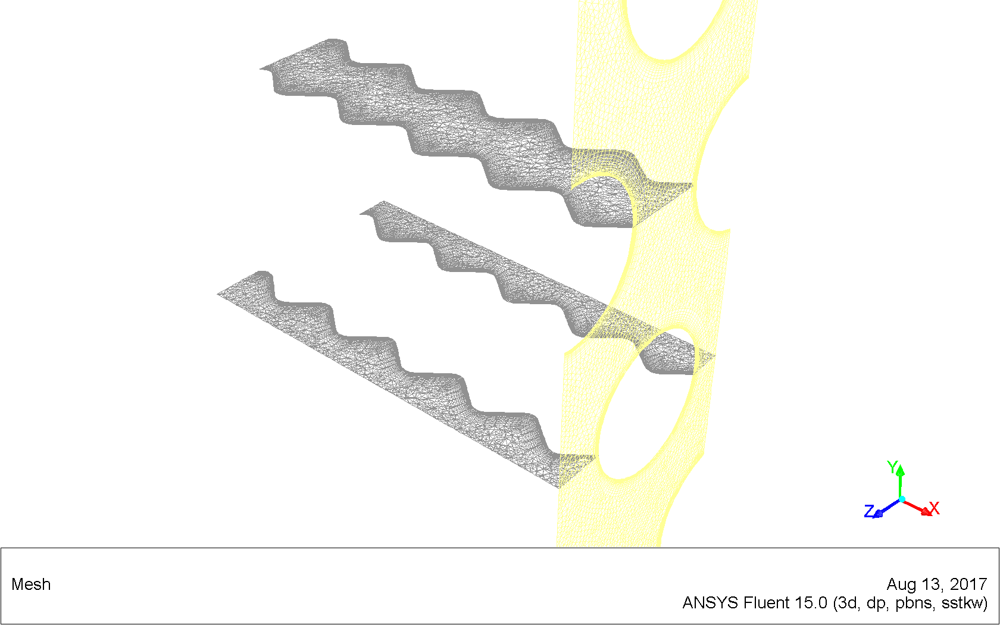 Y
Z
X
Mesh
Aug 13, 2017
ANSYS Fluent 15.0 (3d, dp, pbns, sstkw)